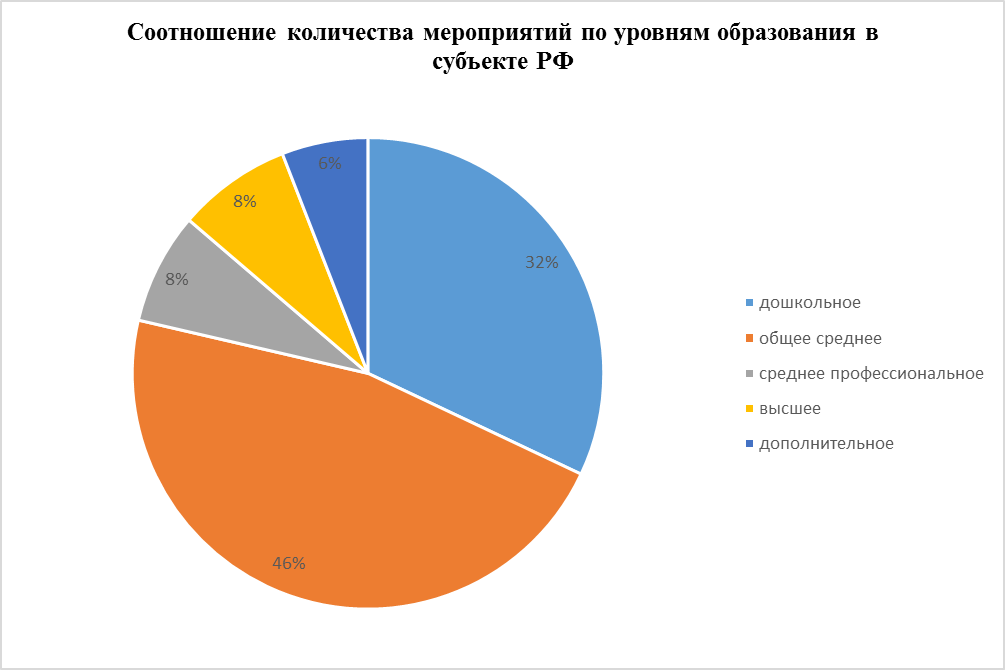 Соотношение количества мероприятий по уровням образования в
субъекте РФ
6%
8%
32%
8%
46%
дошкольное
общее среднее
среднее профессиональное
высшее
дополнительное